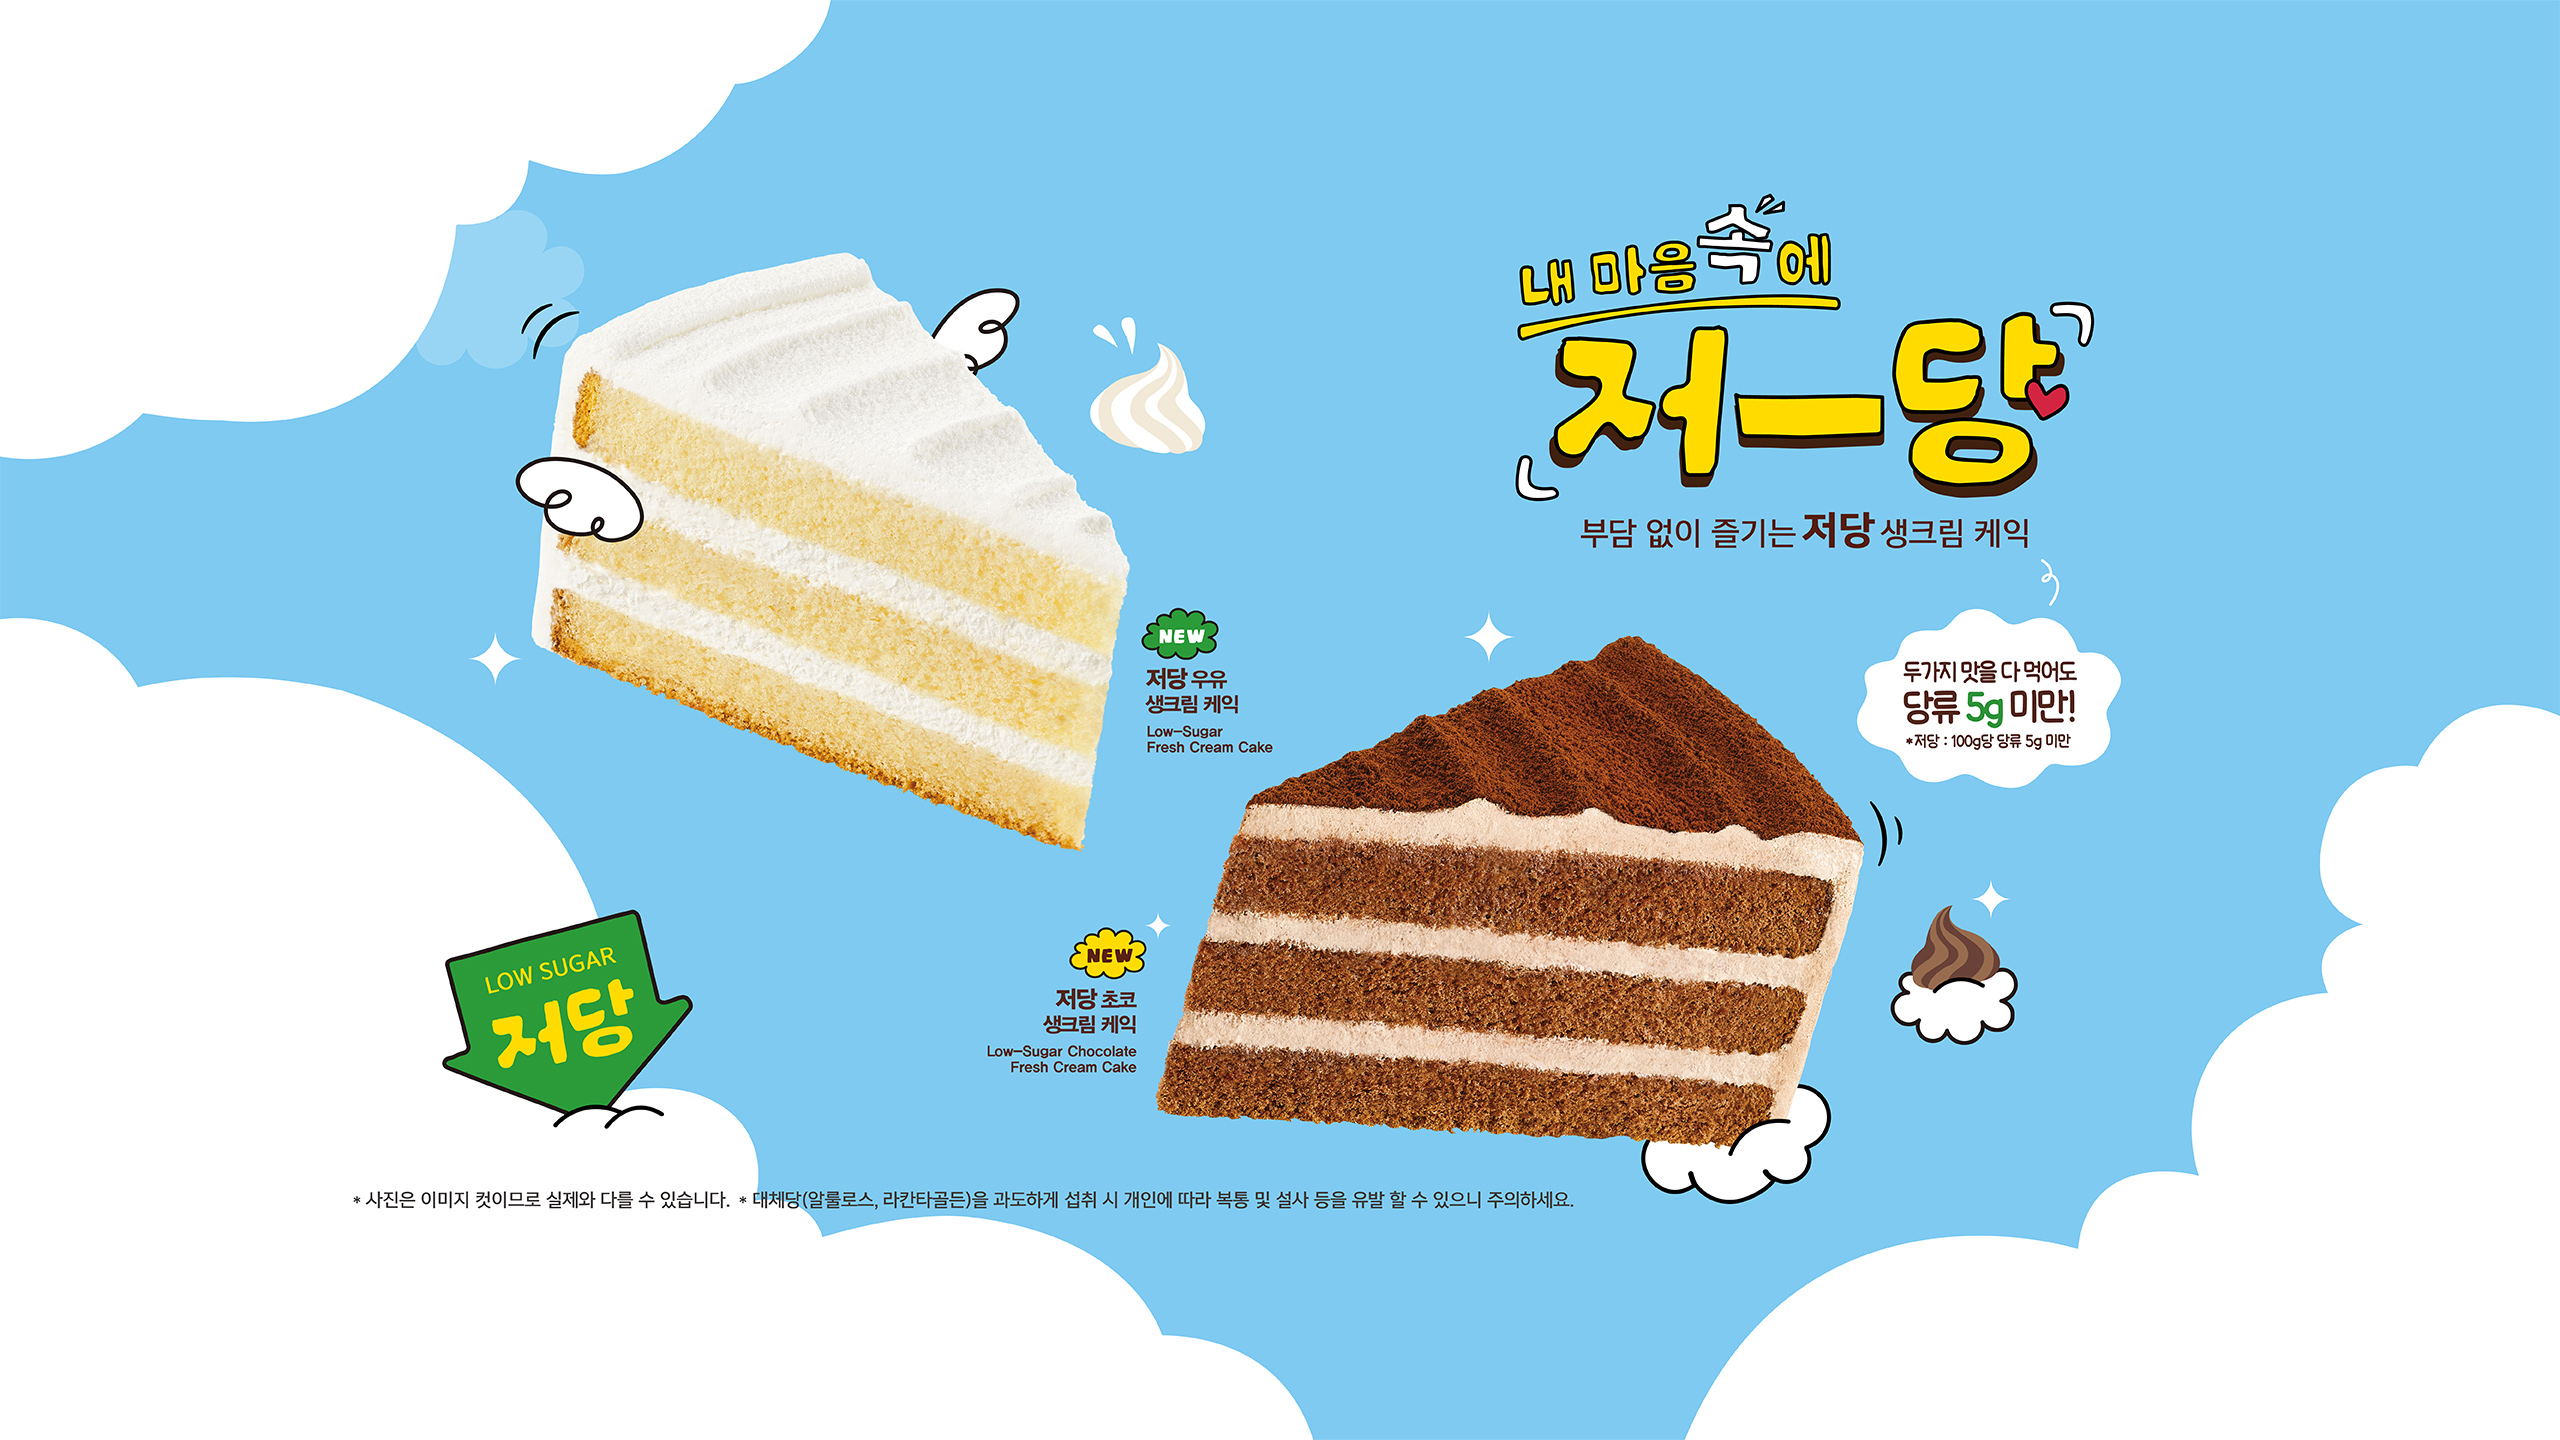 내 마음속에
저—당
부담 없이 즐기는 저당 생크림 케익
NEW
저당 우유
생크림 케익
Low-Sugar
Fresh Cream Cake
두가지 맛을 다 먹어도
당류 5g 미만!
*저당 : 100g당 당류 5g 미만
NEW
저당 초코
생크림 케익
Low-Sugar Chocolate
Fresh Cream Cake
LOW SUGAR
저당
* 사진은 이미지 컷이므로 실제와 다를 수 있습니다. * 대체당(알룰로스, 라칸타골든)을 과도하게 섭취 시 개인에 따라 복통 및 설사 등을 유발 할 수 있으니 주의하세요.